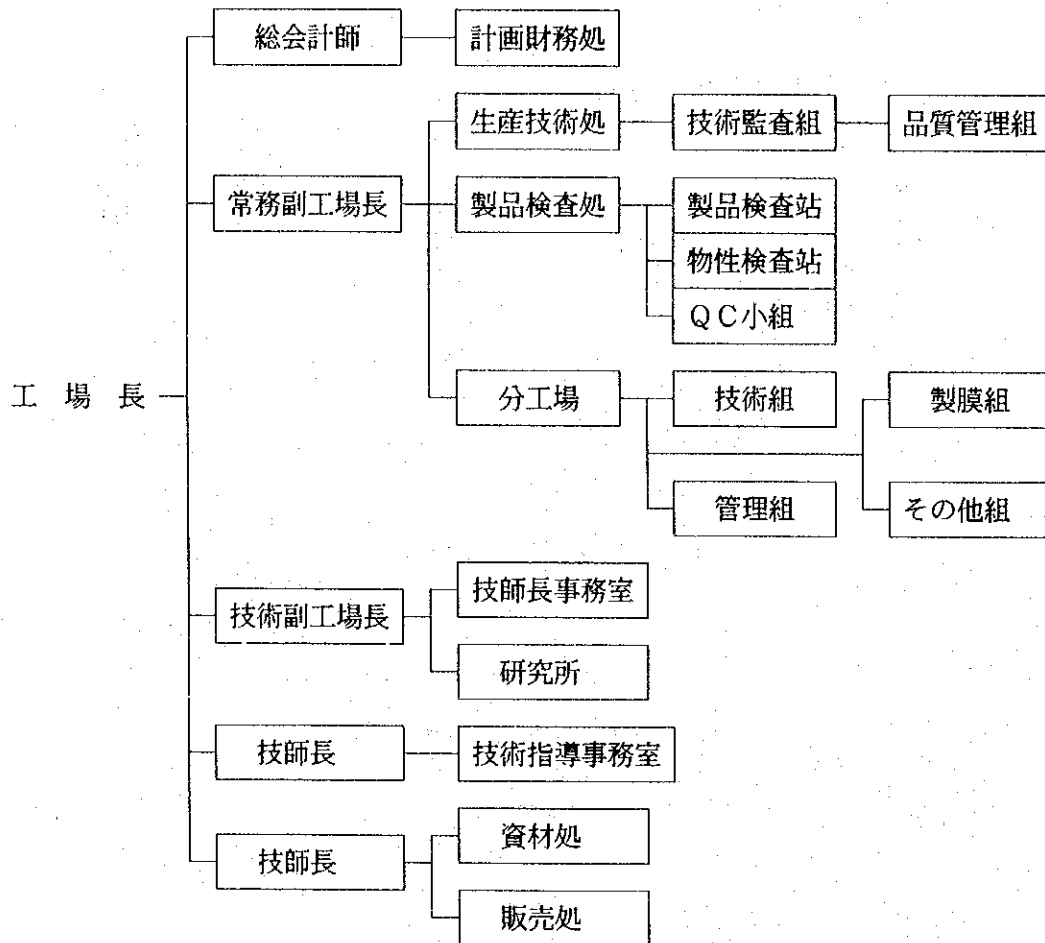 総会計師 計画財務処
生産技術処 技術監査組 品質管理組
常務副工場長 製品検査処 製品検査站
物性検査站
QC小組
工場長 分工場 技術組 製膜組
管理組 その他組
技師長事務室
技術副工場長
研究所
技師長 技術指導事務室
資材処
技師長
販売処